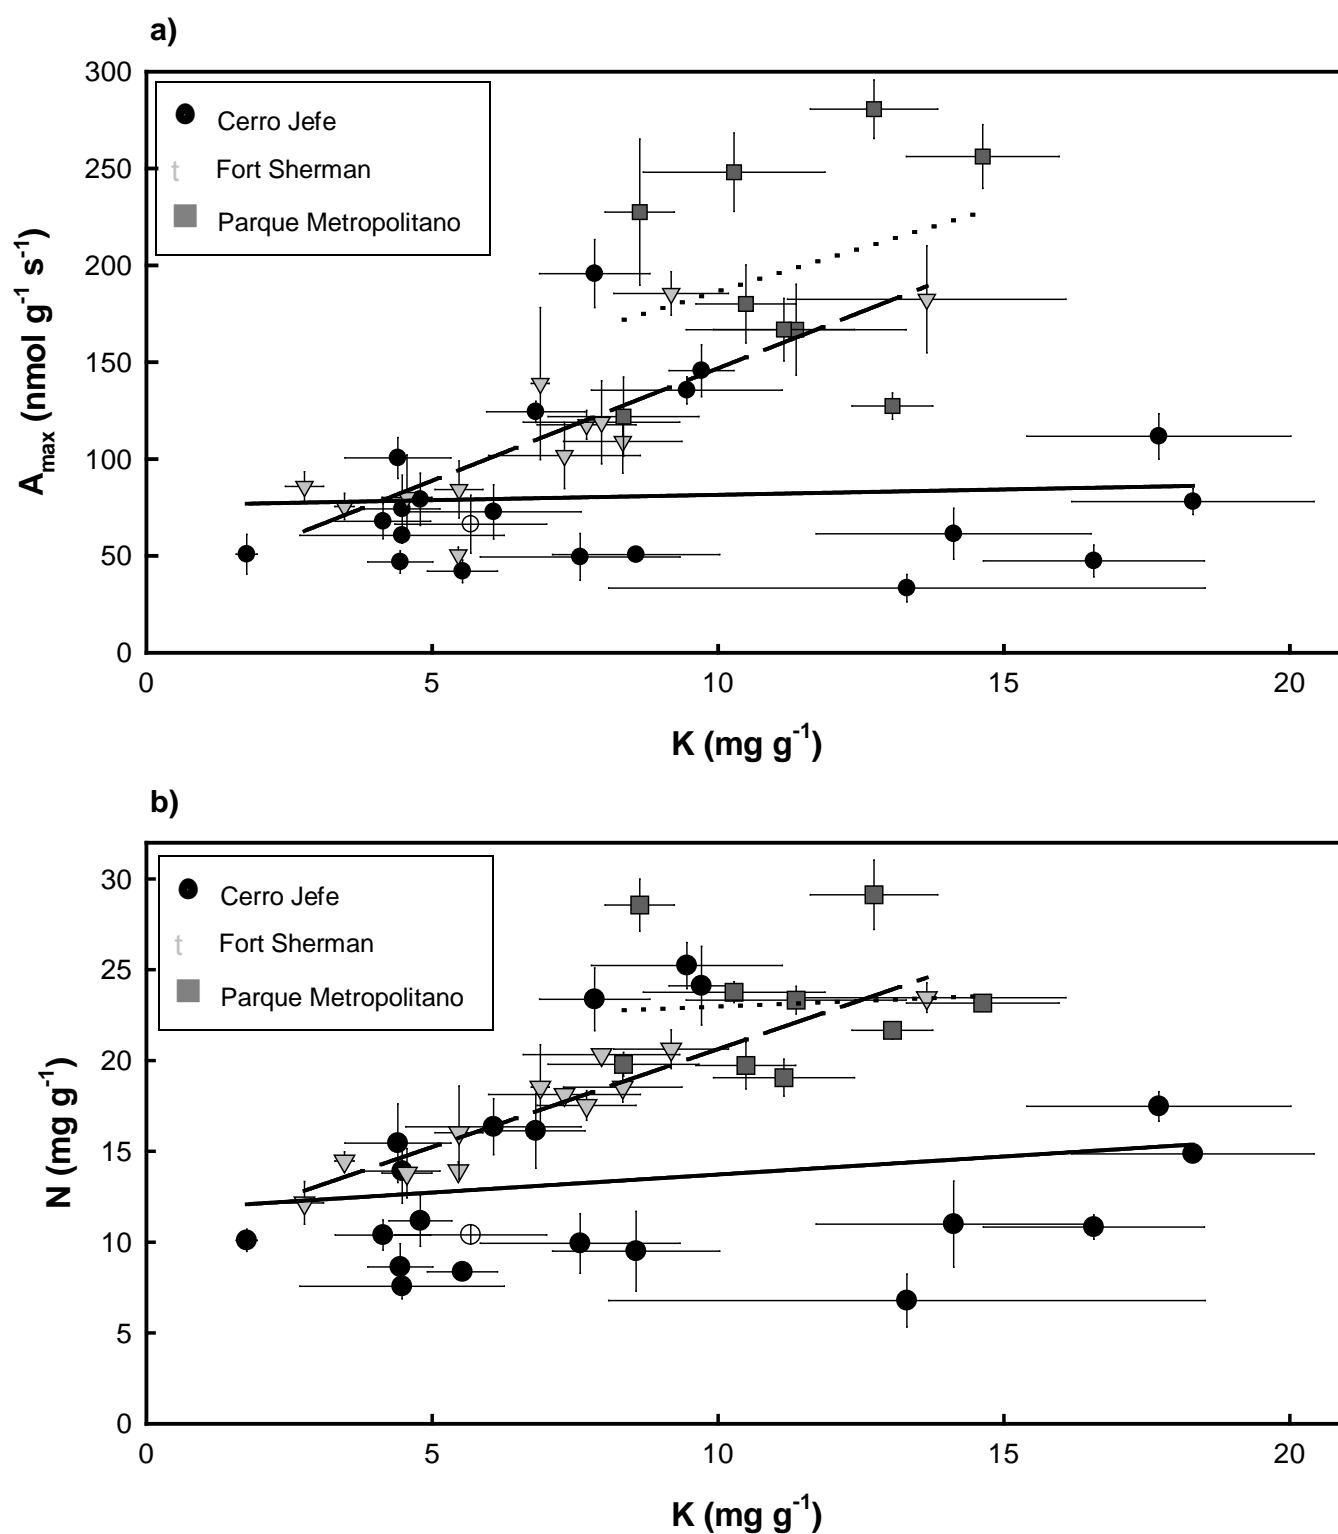 a)
300
250
200
150
100
50
0
A_max (nmol g^-1 s^-1)
Cerro Jefe
t Fort Sherman
Parque Metropolitano
0 5 10 15 20
K (mg g^-1)
b)
30
25
20
15
10
5
0
N (mg g^-1)
Cerro Jefe
t Fort Sherman
Parque Metropolitano
0 5 10 15 20
K (mg g^-1)